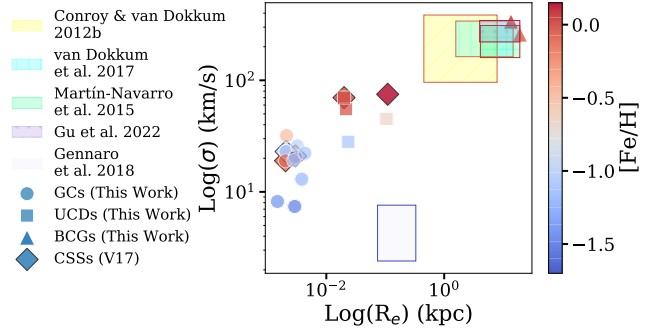 Conroy & van Dokkum
2012b
van Dokkum
et al. 2017
Martín-Navarro
et al. 2015
Gu et al. 2022
Gennaro
et al. 2018
GCs (This Work)
UCDs (This Work)
BCGs (This Work)
CSSs (V17)
Log(σ) (km/s)
10²
10¹
10⁻²
10⁰
Log(Rₑ) (kpc)
0.0
−0.5
−1.0
−1.5
[Fe/H]